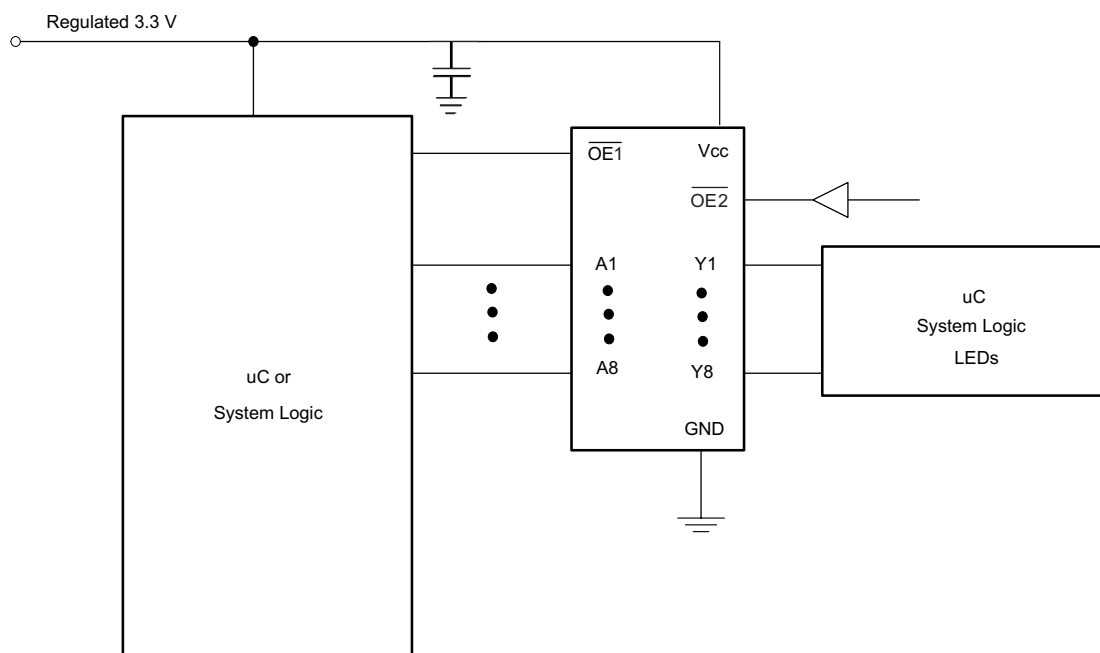 Regulated 3.3 V
OE1
Vcc
OE2
A1
Y1
A8
Y8
GND
uC or
System Logic
uC
System Logic
LEDs